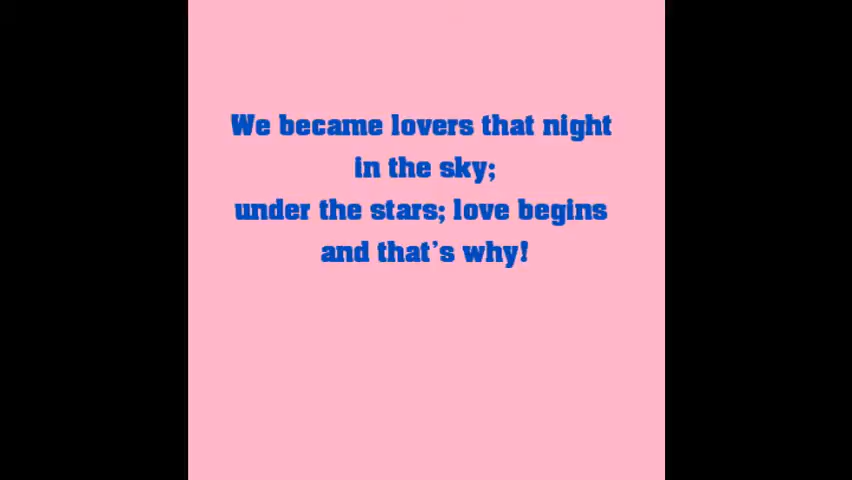 We became lovers that night
in the sky;
under the stars; love begins
and that's why!